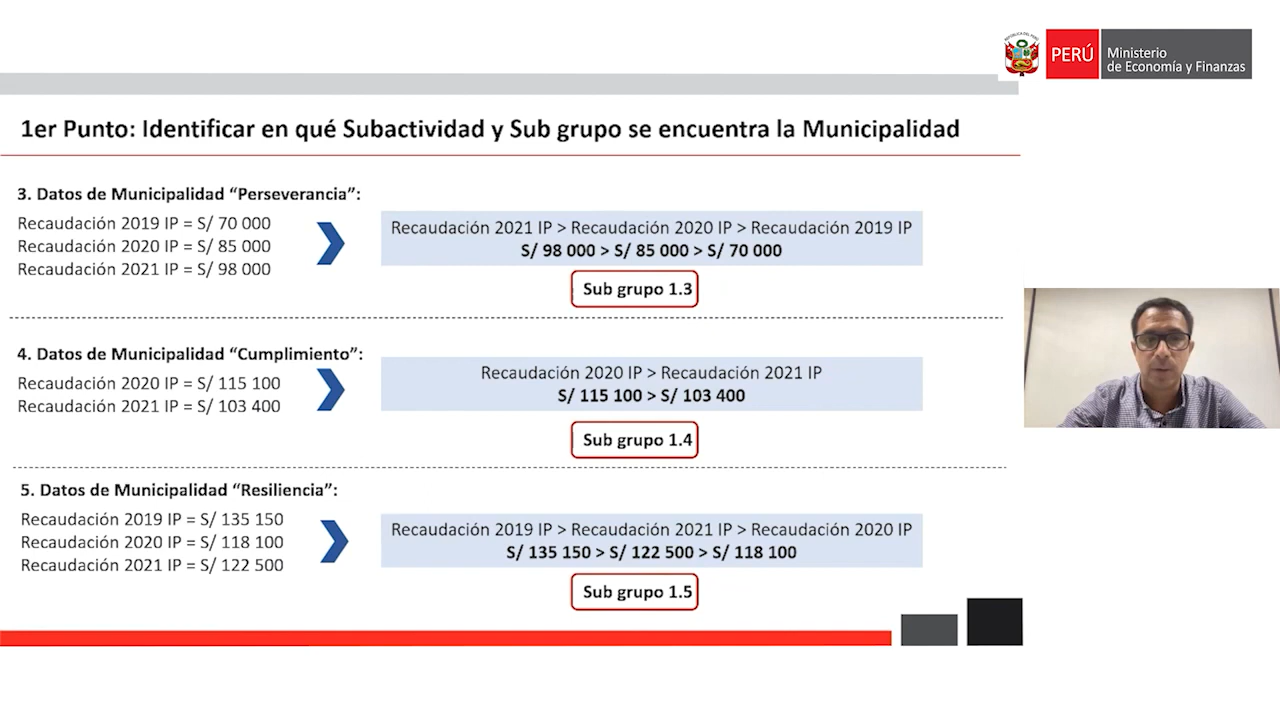 REPÚBLICA DEL PERÚ
PERÚ
Ministerio
de Economía y Finanzas
1er Punto: Identificar en qué Subactividad y Sub grupo se encuentra la Municipalidad
3. Datos de Municipalidad “Perseverancia”:
Recaudación 2019 IP = S/ 70 000
Recaudación 2020 IP = S/ 85 000
Recaudación 2021 IP = S/ 98 000
Recaudación 2021 IP > Recaudación 2020 IP > Recaudación 2019 IP
S/ 98 000 > S/ 85 000 > S/ 70 000
Sub grupo 1.3
4. Datos de Municipalidad “Cumplimiento”:
Recaudación 2020 IP = S/ 115 100
Recaudación 2021 IP = S/ 103 400
Recaudación 2020 IP > Recaudación 2021 IP
S/ 115 100 > S/ 103 400
Sub grupo 1.4
5. Datos de Municipalidad “Resiliencia”:
Recaudación 2019 IP = S/ 135 150
Recaudación 2020 IP = S/ 118 100
Recaudación 2021 IP = S/ 122 500
Recaudación 2019 IP > Recaudación 2021 IP > Recaudación 2020 IP
S/ 135 150 > S/ 122 500 > S/ 118 100
Sub grupo 1.5